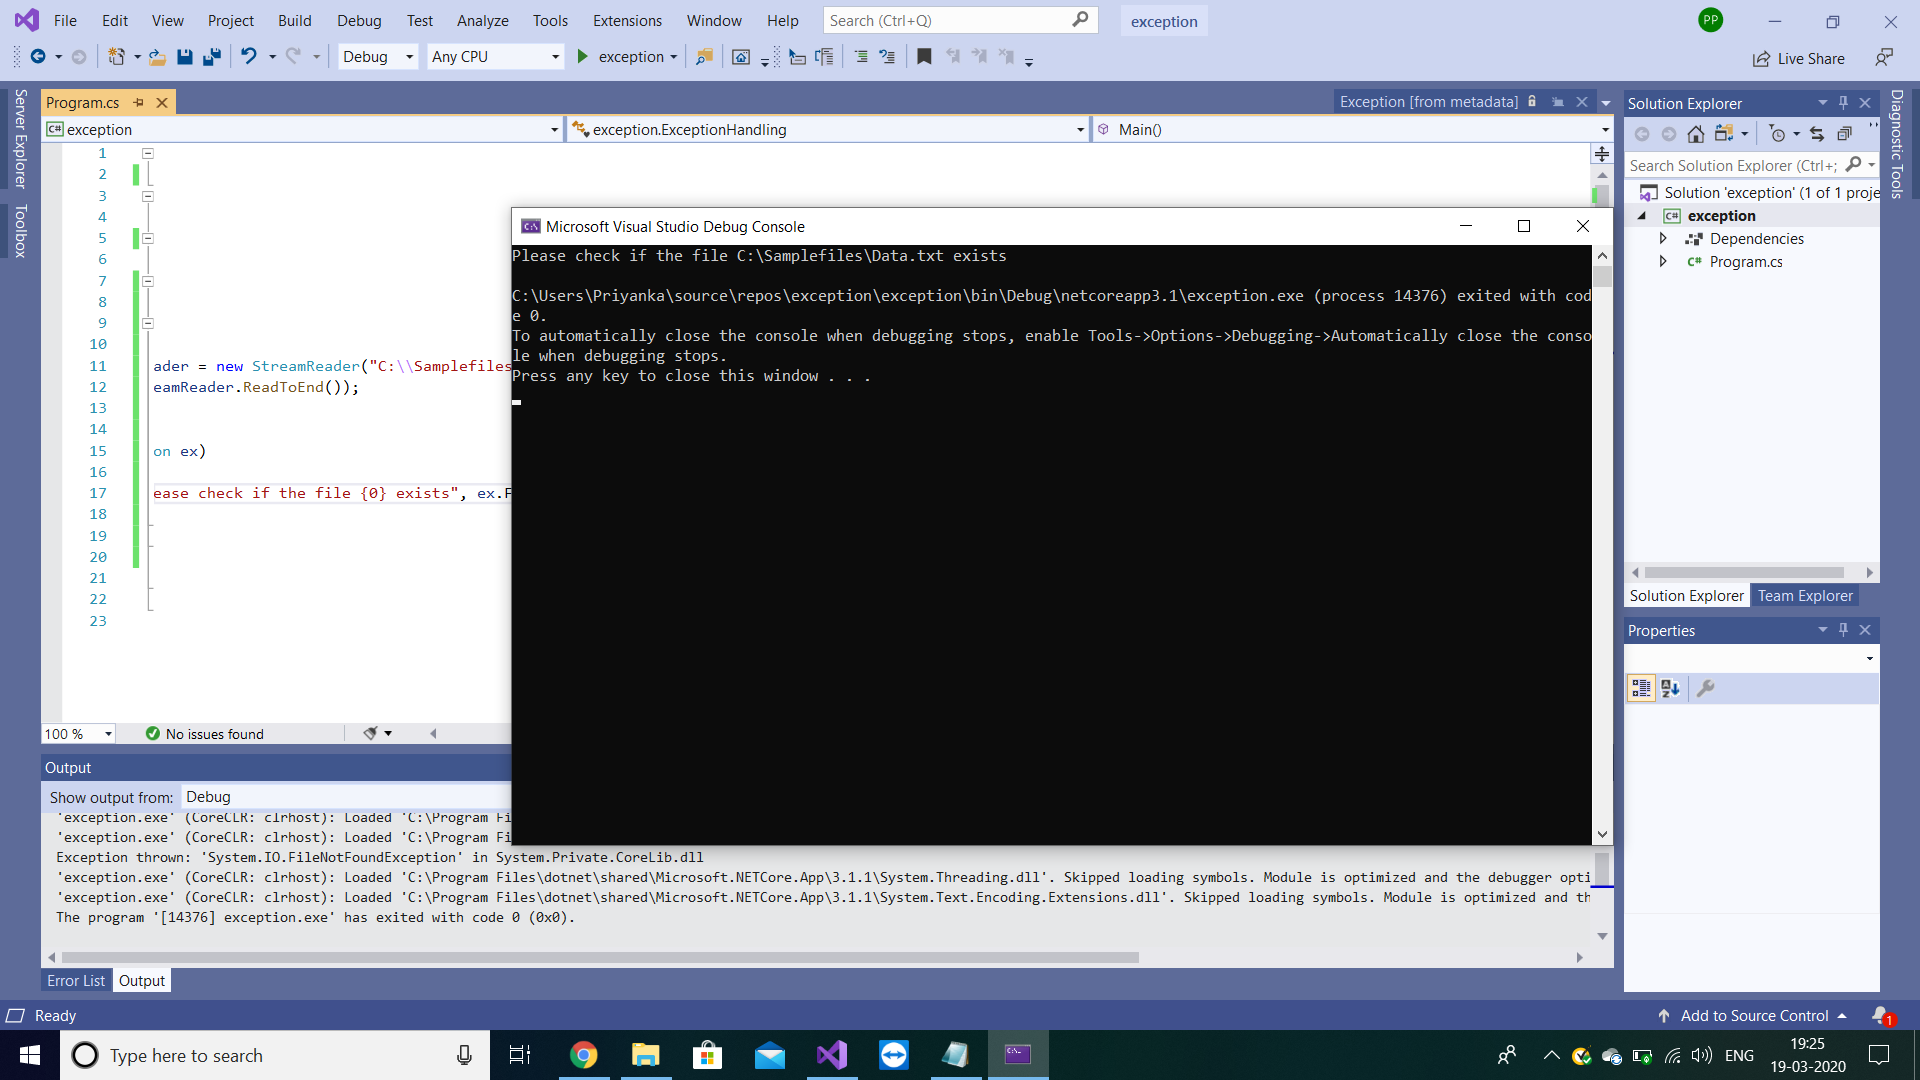 File Edit View Project Build Debug Test Analyze Tools Extensions Window Help Search (Ctrl+Q) exception PP
Debug Any CPU exception Live Share
Server Explorer
Toolbox
Program.cs Exception [from metadata]
C# exception exception.ExceptionHandling Main()
1
2
3
4
5
6
7
8
9
10
11 ader = new StreamReader("C:\\Samplefiles
12 eamReader.ReadToEnd());
13
14
15 on ex)
16
17 ease check if the file {0} exists", ex.F
18
19
20
21
22
23
Microsoft Visual Studio Debug Console
Please check if the file C:\Samplefiles\Data.txt exists
C:\Users\Priyanka\source\repos\exception\exception\bin\Debug\netcoreapp3.1\exception.exe (process 14376) exited with cod
e 0.
To automatically close the console when debugging stops, enable Tools->Options->Debugging->Automatically close the conso
le when debugging stops.
Press any key to close this window . . .
100 % No issues found
Output
Show output from: Debug
'exception.exe' (CoreCLR: clrhost): Loaded 'C:\Program Fi
'exception.exe' (CoreCLR: clrhost): Loaded 'C:\Program Fi
Exception thrown: 'System.IO.FileNotFoundException' in System.Private.CoreLib.dll
'exception.exe' (CoreCLR: clrhost): Loaded 'C:\Program Files\dotnet\shared\Microsoft.NETCore.App\3.1.1\System.Threading.dll'. Skipped loading symbols. Module is optimized and the debugger opti
'exception.exe' (CoreCLR: clrhost): Loaded 'C:\Program Files\dotnet\shared\Microsoft.NETCore.App\3.1.1\System.Text.Encoding.Extensions.dll'. Skipped loading symbols. Module is optimized and th
The program '[14376] exception.exe' has exited with code 0 (0x0).
Error List Output
Solution Explorer
Search Solution Explorer (Ctrl+;
Solution 'exception' (1 of 1 proje
C# exception
Dependencies
C# Program.cs
Solution Explorer Team Explorer
Properties
Diagnostic Tools
Ready Add to Source Control 1
Type here to search ENG 19:25
19-03-2020